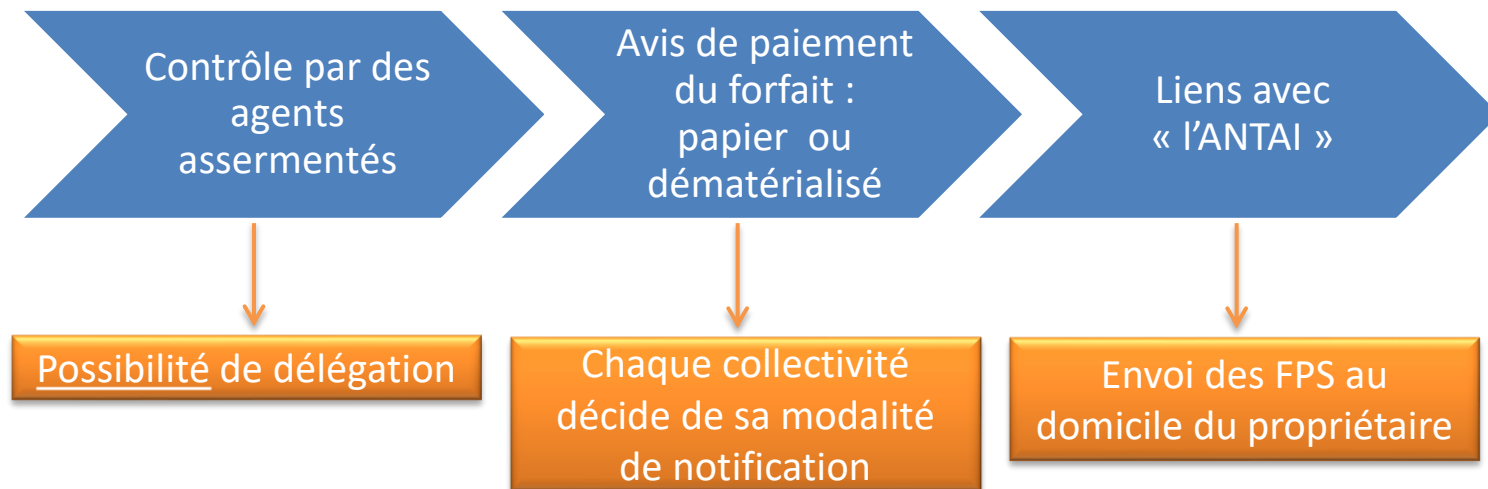 Contrôle par des
agents
assermentés
Avis de paiement
du forfait :
papier ou
dématérialisé
Liens avec
« l’ANTAI »
Possibilité de délégation
Chaque collectivité
décide de sa modalité
de notification
Envoi des FPS au
domicile du propriétaire